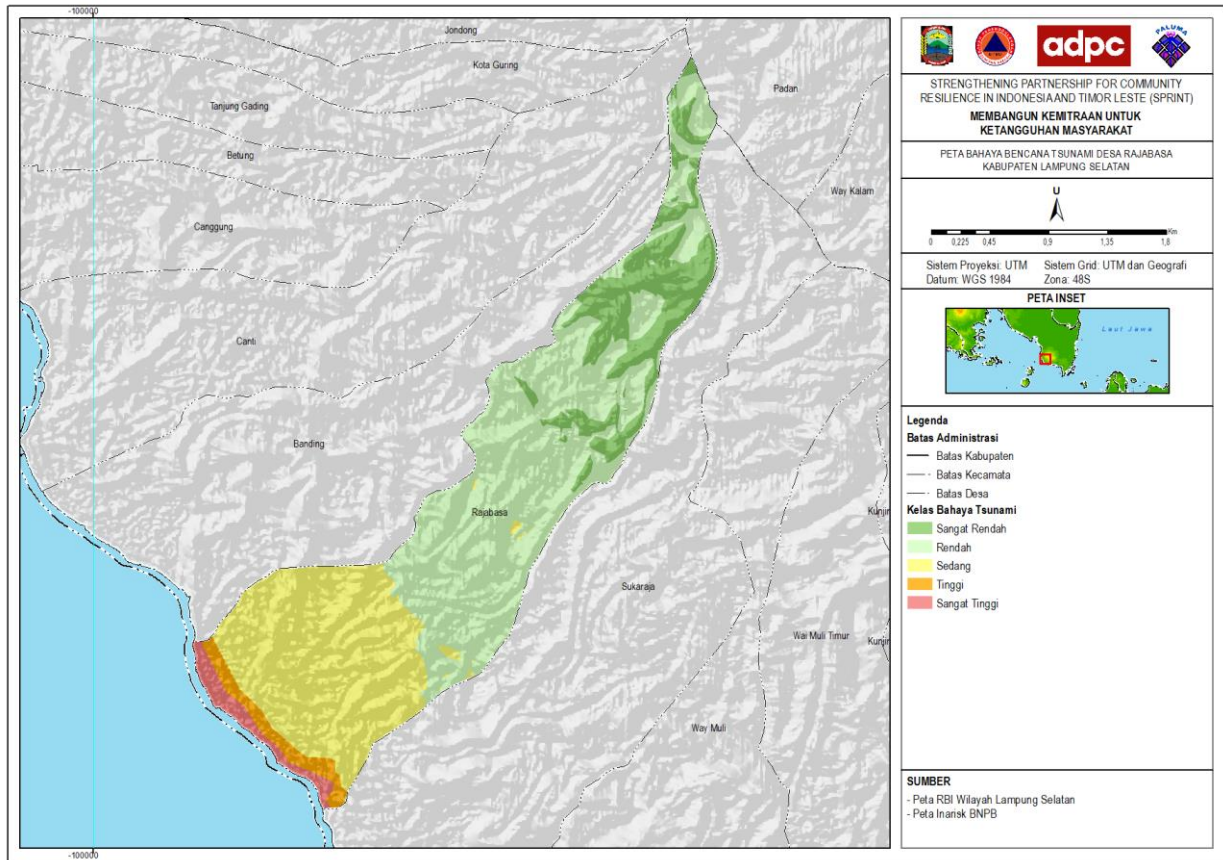 -100000
Jondong
Kota Guring
Tanjung Gading
Padan
Betung
Way Kalam
Canggung
Canti
Banding
Rajabasa
Kunjir
Sukaraja
Wai Muli Timur
Kunjir
Way Muli
-100000
adpc
PALUMA
STRENGTHENING PARTNERSHIP FOR COMMUNITY
RESILIENCE IN INDONESIA AND TIMOR LESTE (SPRINT)
MEMBANGUN KEMITRAAN UNTUK
KETANGGUHAN MASYARAKAT
PETA BAHAYA BENCANA TSUNAMI DESA RAJABASA
KABUPATEN LAMPUNG SELATAN
U
Km
0 0,225 0,45 0,9 1,35 1,8
Sistem Proyeksi: UTM Sistem Grid: UTM dan Geografi
Datum: WGS 1984 Zona: 48S
PETA INSET
Laut Jawa
Legenda
Batas Administrasi
Batas Kabupaten
Batas Kecamata
Batas Desa
Kelas Bahaya Tsunami
Sangat Rendah
Rendah
Sedang
Tinggi
Sangat Tinggi
SUMBER
- Peta RBI Wilayah Lampung Selatan
- Peta Inarisk BNPB